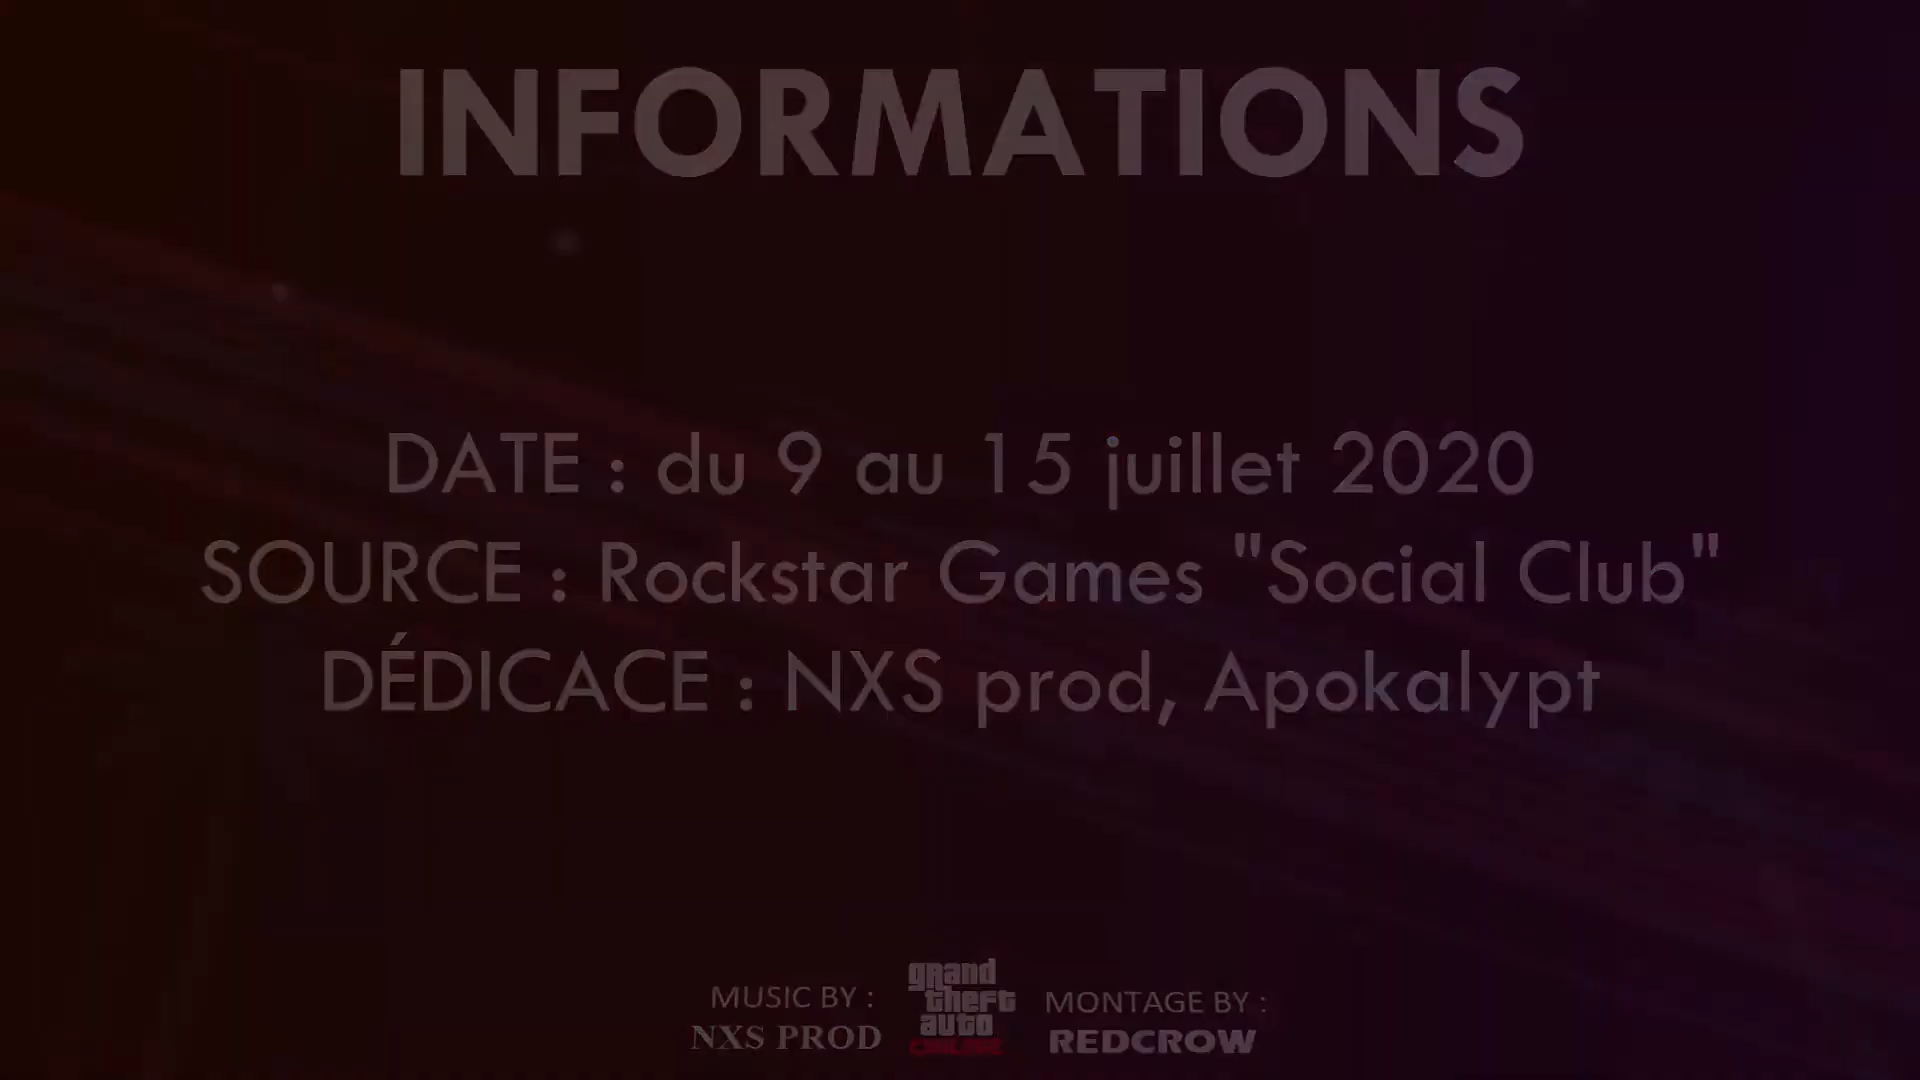 INFORMATIONS
DATE : du 9 au 15 juillet 2020
SOURCE : Rockstar Games "Social Club"
DÉDICACE : NXS prod, Apokalypt
MUSIC BY :
NXS PROD
grand
theft
auto
ONLINE
MONTAGE BY :
REDCROW